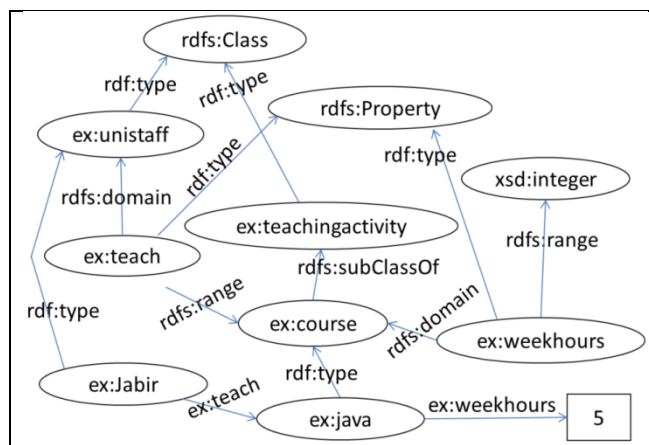 rdfs:Class
rdf:type
rdf:type
rdfs:Property
ex:unistaff
rdf:type
rdf:type
xsd:integer
rdfs:domain
ex:teachingactivity
rdfs:range
ex:teach
rdfs:subClassOf
rdfs:range
rdf:type
ex:course
rdfs:domain
ex:weekhours
ex:Jabir
rdf:type
ex:teach
ex:java
ex:weekhours
5